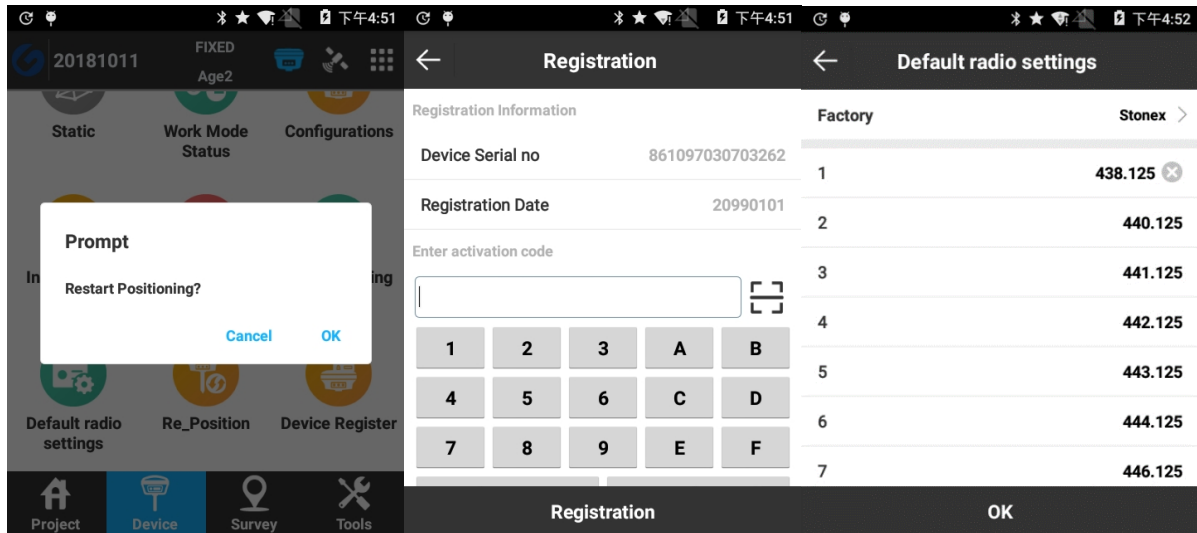 下午4:51
20181011
FIXED
Age2
Static
Work Mode
Status
Configurations
Prompt
Restart Positioning?
Cancel
OK
In
ing
Default radio
settings
Re_Position
Device Register
Project
Device
Survey
Tools
下午4:51
Registration
Registration Information
Device Serial no
861097030703262
Registration Date
20990101
Enter activation code
1 2 3 A B
4 5 6 C D
7 8 9 E F
Registration
下午4:52
Default radio settings
Factory
Stonex
1 438.125
2 440.125
3 441.125
4 442.125
5 443.125
6 444.125
7 446.125
OK